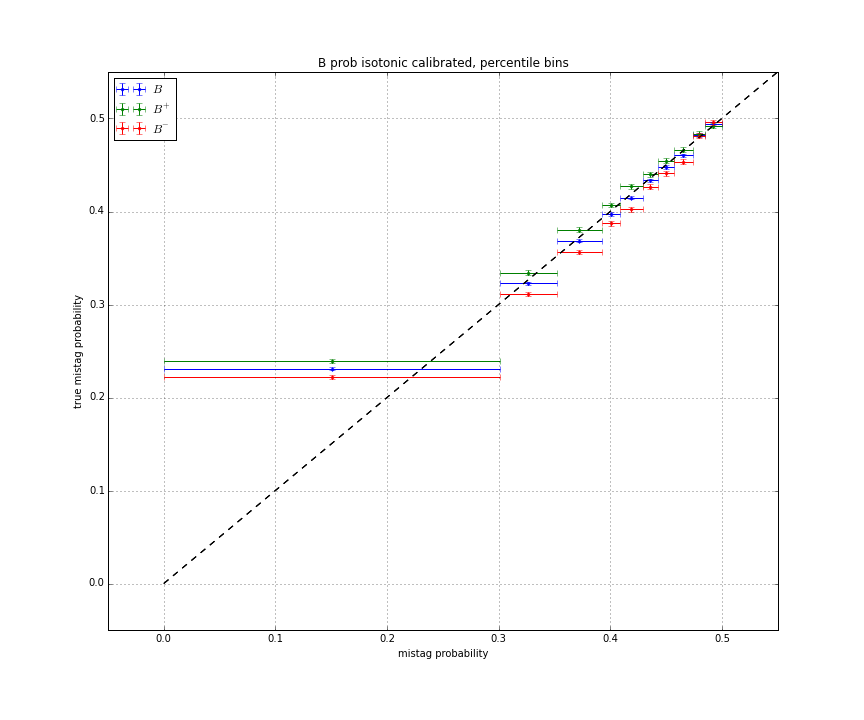 B prob isotonic calibrated, percentile bins
B
B⁺
B⁻
true mistag probability
0.5
0.4
0.3
0.2
0.1
0.0
0.0 0.1 0.2 0.3 0.4 0.5
mistag probability